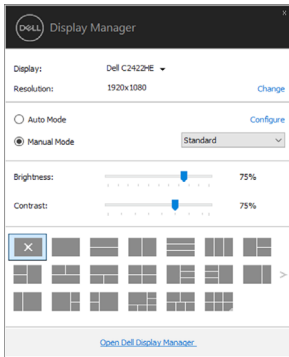 x
DELL Display Manager
Display: Dell C2422HE
Resolution: 1920x1080 Change
Auto Mode Configure
Manual Mode Standard
Brightness: 75%
Contrast: 75%
Open Dell Display Manager